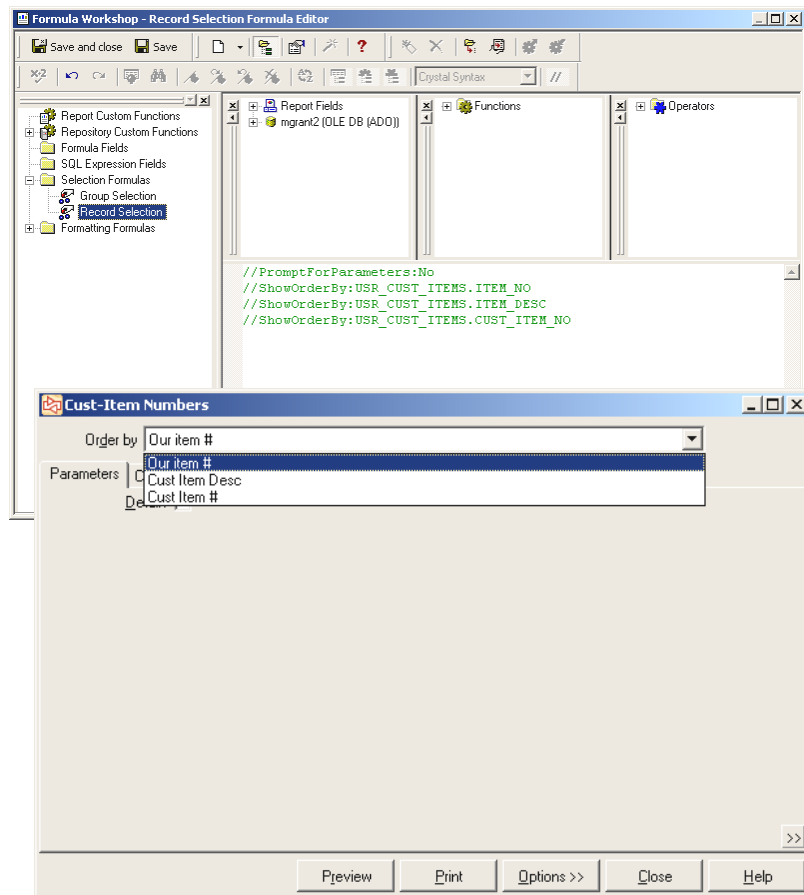 Formula Workshop - Record Selection Formula Editor
Save and close Save
x+2 Crystal Syntax //
Report Custom Functions
Repository Custom Functions
Formula Fields
SQL Expression Fields
Selection Formulas
Group Selection
Record Selection
Formatting Formulas
Report Fields
mgrant2 (OLE DB (ADO))
Functions
Operators
//PromptForParameters:No
//ShowOrderBy:USR_CUST_ITEMS.ITEM_NO
//ShowOrderBy:USR_CUST_ITEMS.ITEM_DESC
//ShowOrderBy:USR_CUST_ITEMS.CUST_ITEM_NO
Cust-Item Numbers
Order by Our item #
Our item #
Cust Item Desc
Cust Item #
Parameters
Preview Print Options >> Close Help
>>